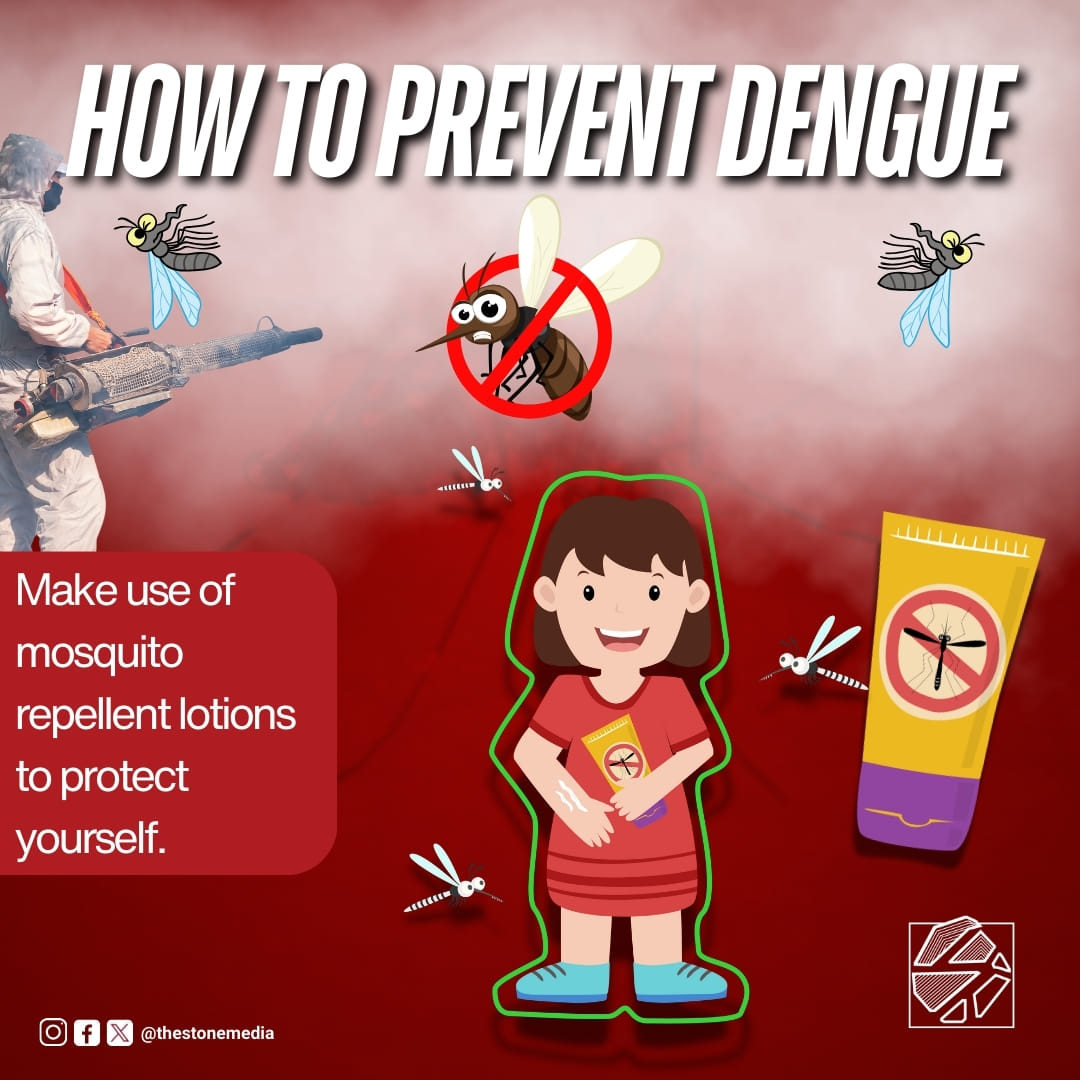 HOW TO PREVENT DENGUE
Make use of
mosquito
repellent lotions
to protect
yourself.
@thestonemedia